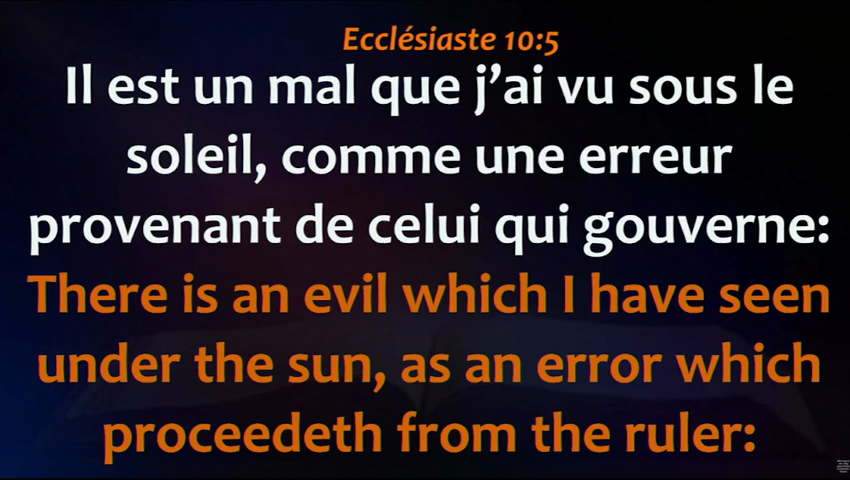 Ecclésiaste 10:5
Il est un mal que j’ai vu sous le
soleil, comme une erreur
provenant de celui qui gouverne:
There is an evil which I have seen
under the sun, as an error which
proceedeth from the ruler: